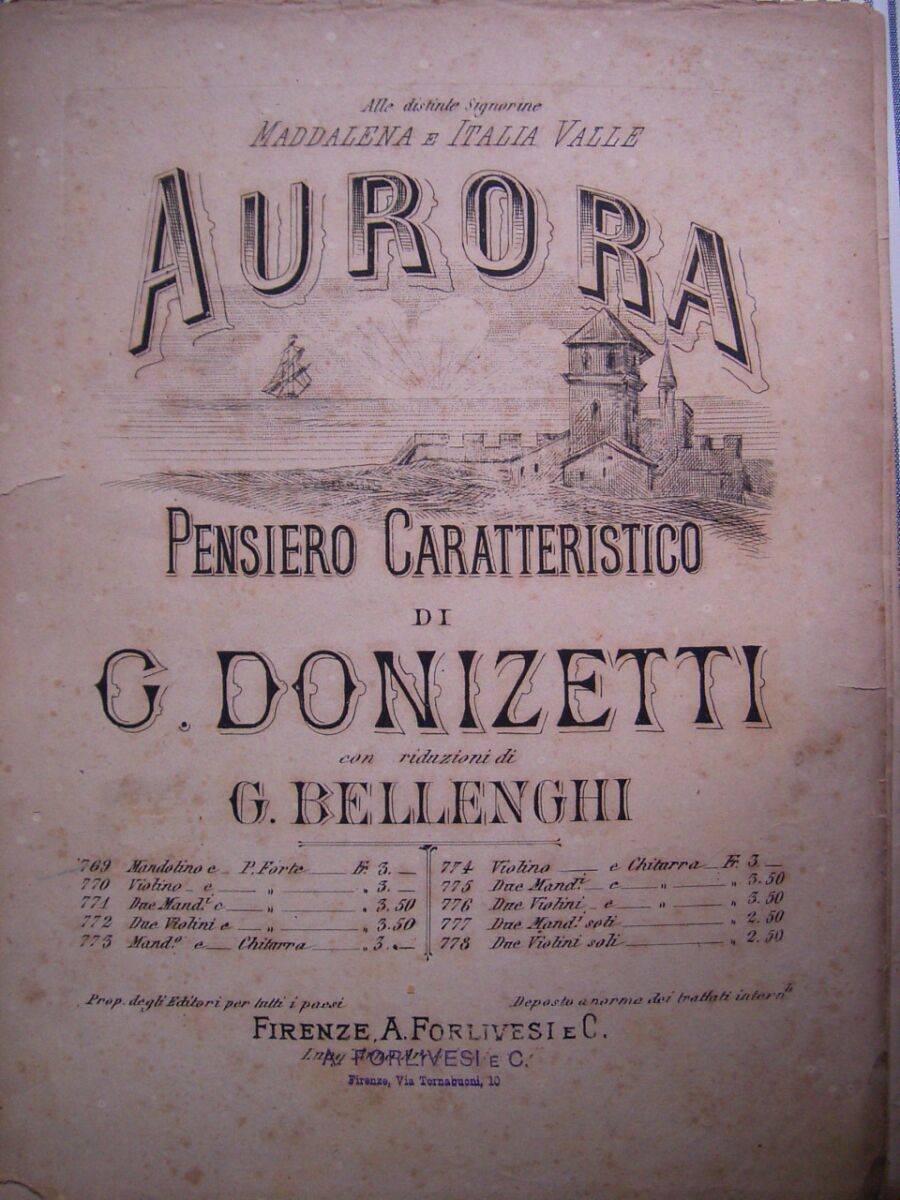 Alle distinte Signorine
MADDALENA E ITALIA VALLE
AURORA
PENSIERO CARATTERISTICO
DI
G. DONIZETTI
con riduzioni di
G. BELLENGHI
769 Mandolino e P. Forte Fr. 3. —
770 Violino e — „ — „ 3. —
771 Due Mand.i e — „ — „ 3.50
772 Due Violini e — „ — „ 3.50
773 Mand.o e — Chitarra — „ 3. —
774 Violino — e Chitarra Fr. 3. —
775 Due Mand.i e — „ — „ 3.50
776 Due Violini e — „ — „ 3.50
777 Due Mand.i soli — „ 2.50
778 Due Violini soli — „ 2.50
Prop. degli Editori per tutti i paesi
Deposto a norma dei trattati intern.li
FIRENZE, A. FORLIVESI E C.
A. FORLIVESI E C.
Firenze, Via Tornabuoni, 10